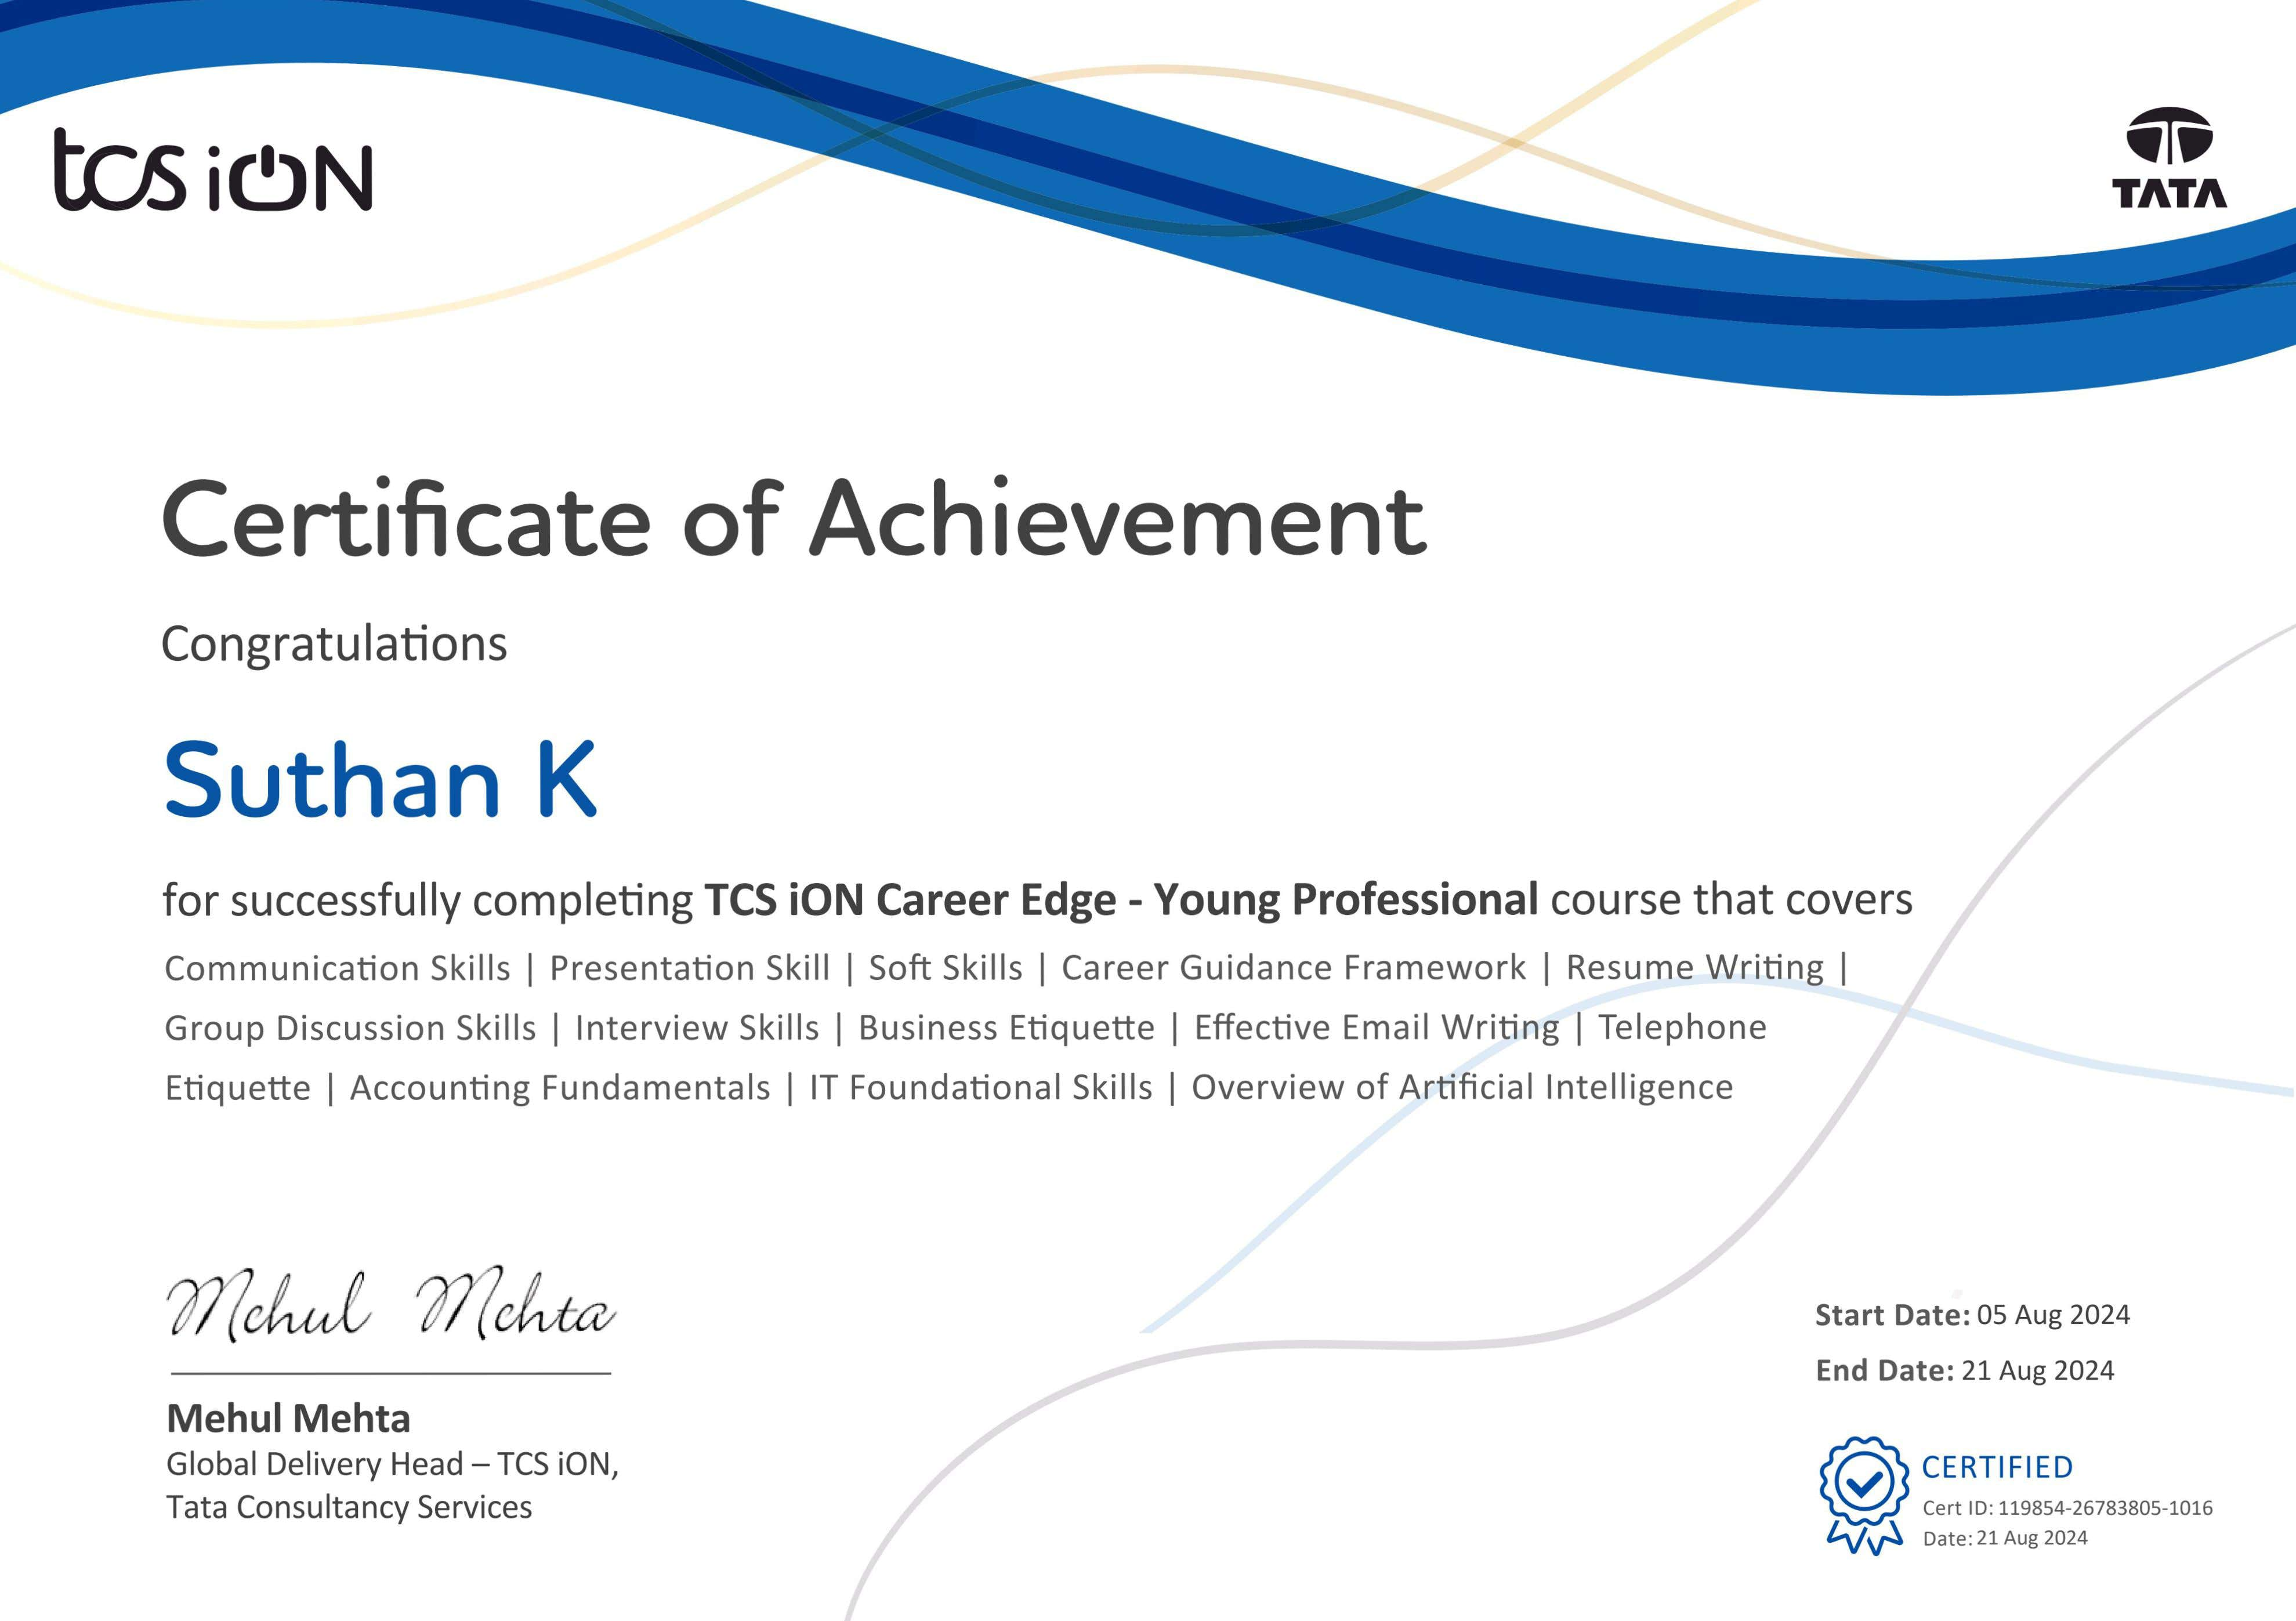 tcs iON
TATA
Certificate of Achievement
Congratulations
Suthan K
for successfully completing TCS iON Career Edge - Young Professional course that covers
Communication Skills | Presentation Skill | Soft Skills | Career Guidance Framework | Resume Writing |
Group Discussion Skills | Interview Skills | Business Etiquette | Effective Email Writing | Telephone
Etiquette | Accounting Fundamentals | IT Foundational Skills | Overview of Artificial Intelligence
Mehul Mehta
Mehul Mehta
Global Delivery Head – TCS iON,
Tata Consultancy Services
Start Date: 05 Aug 2024
End Date: 21 Aug 2024
CERTIFIED
Cert ID: 119854-26783805-1016
Date: 21 Aug 2024